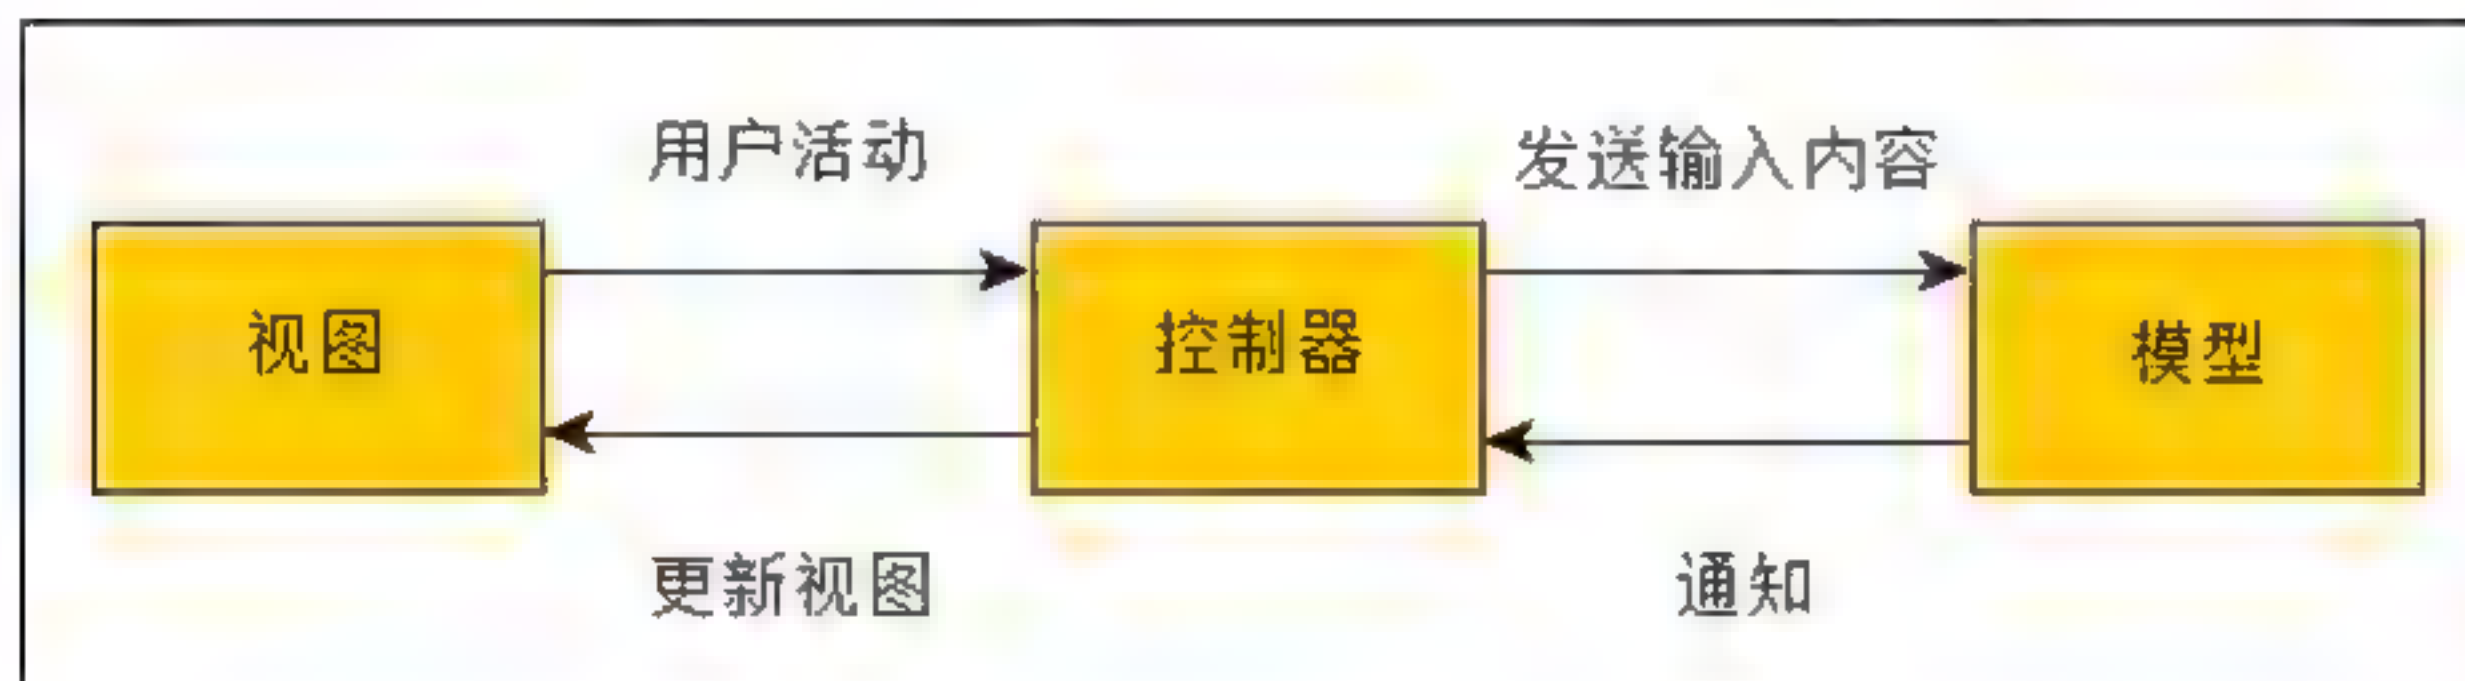 用户活动
发送输入内容
视图
控制器
模型
更新视图
通知